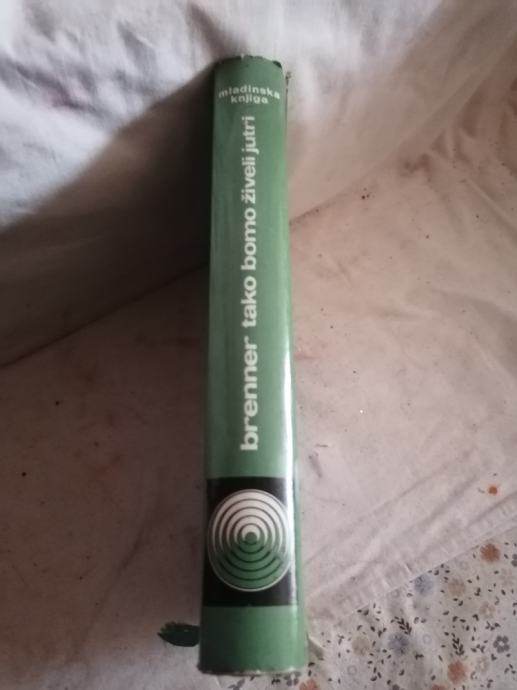 mladinska
knjiga
brenner tako bomo živeli jutri